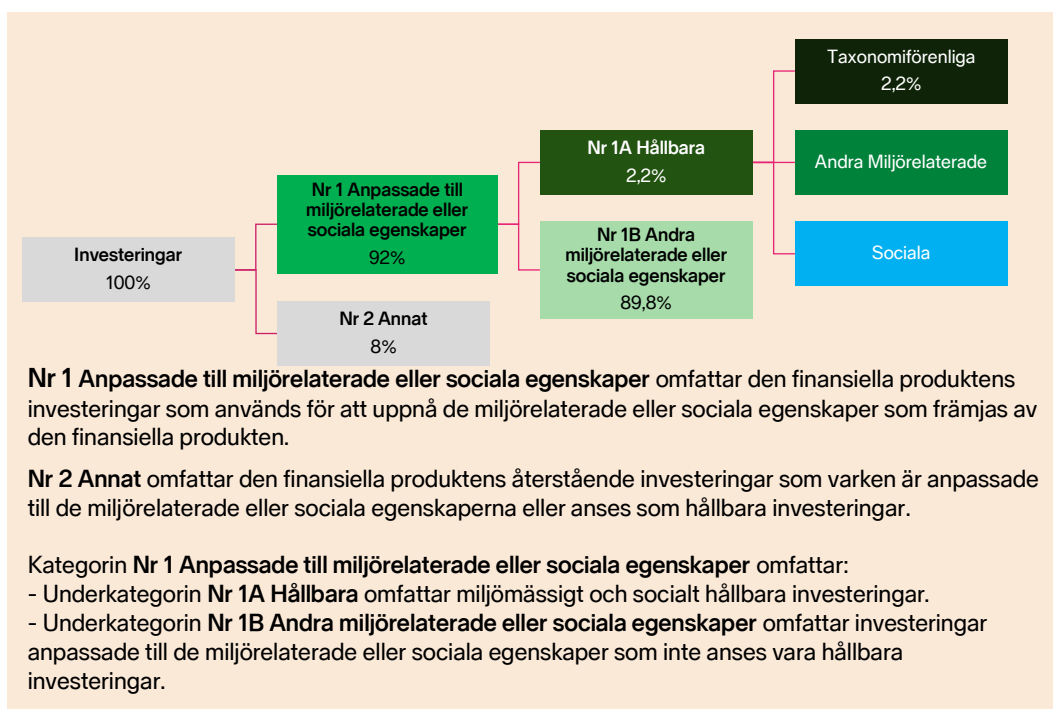 Taxonomiförenliga
2,2%
Nr 1A Hållbara
2,2%
Andra Miljörelaterade
Nr 1 Anpassade till
miljörelaterade eller
sociala egenskaper
92%
Nr 1B Andra
miljörelaterade eller
sociala egenskaper
89,8%
Sociala
Investeringar
100%
Nr 2 Annat
8%
Nr 1 Anpassade till miljörelaterade eller sociala egenskaper omfattar den finansiella produktens
investeringar som används för att uppnå de miljörelaterade eller sociala egenskaper som främjas av
den finansiella produkten.
Nr 2 Annat omfattar den finansiella produktens återstående investeringar som varken är anpassade
till de miljörelaterade eller sociala egenskaperna eller anses som hållbara investeringar.
Kategorin Nr 1 Anpassade till miljörelaterade eller sociala egenskaper omfattar:
- Underkategorin Nr 1A Hållbara omfattar miljömässigt och socialt hållbara investeringar.
- Underkategorin Nr 1B Andra miljörelaterade eller sociala egenskaper omfattar investeringar
anpassade till de miljörelaterade eller sociala egenskaper som inte anses vara hållbara
investeringar.